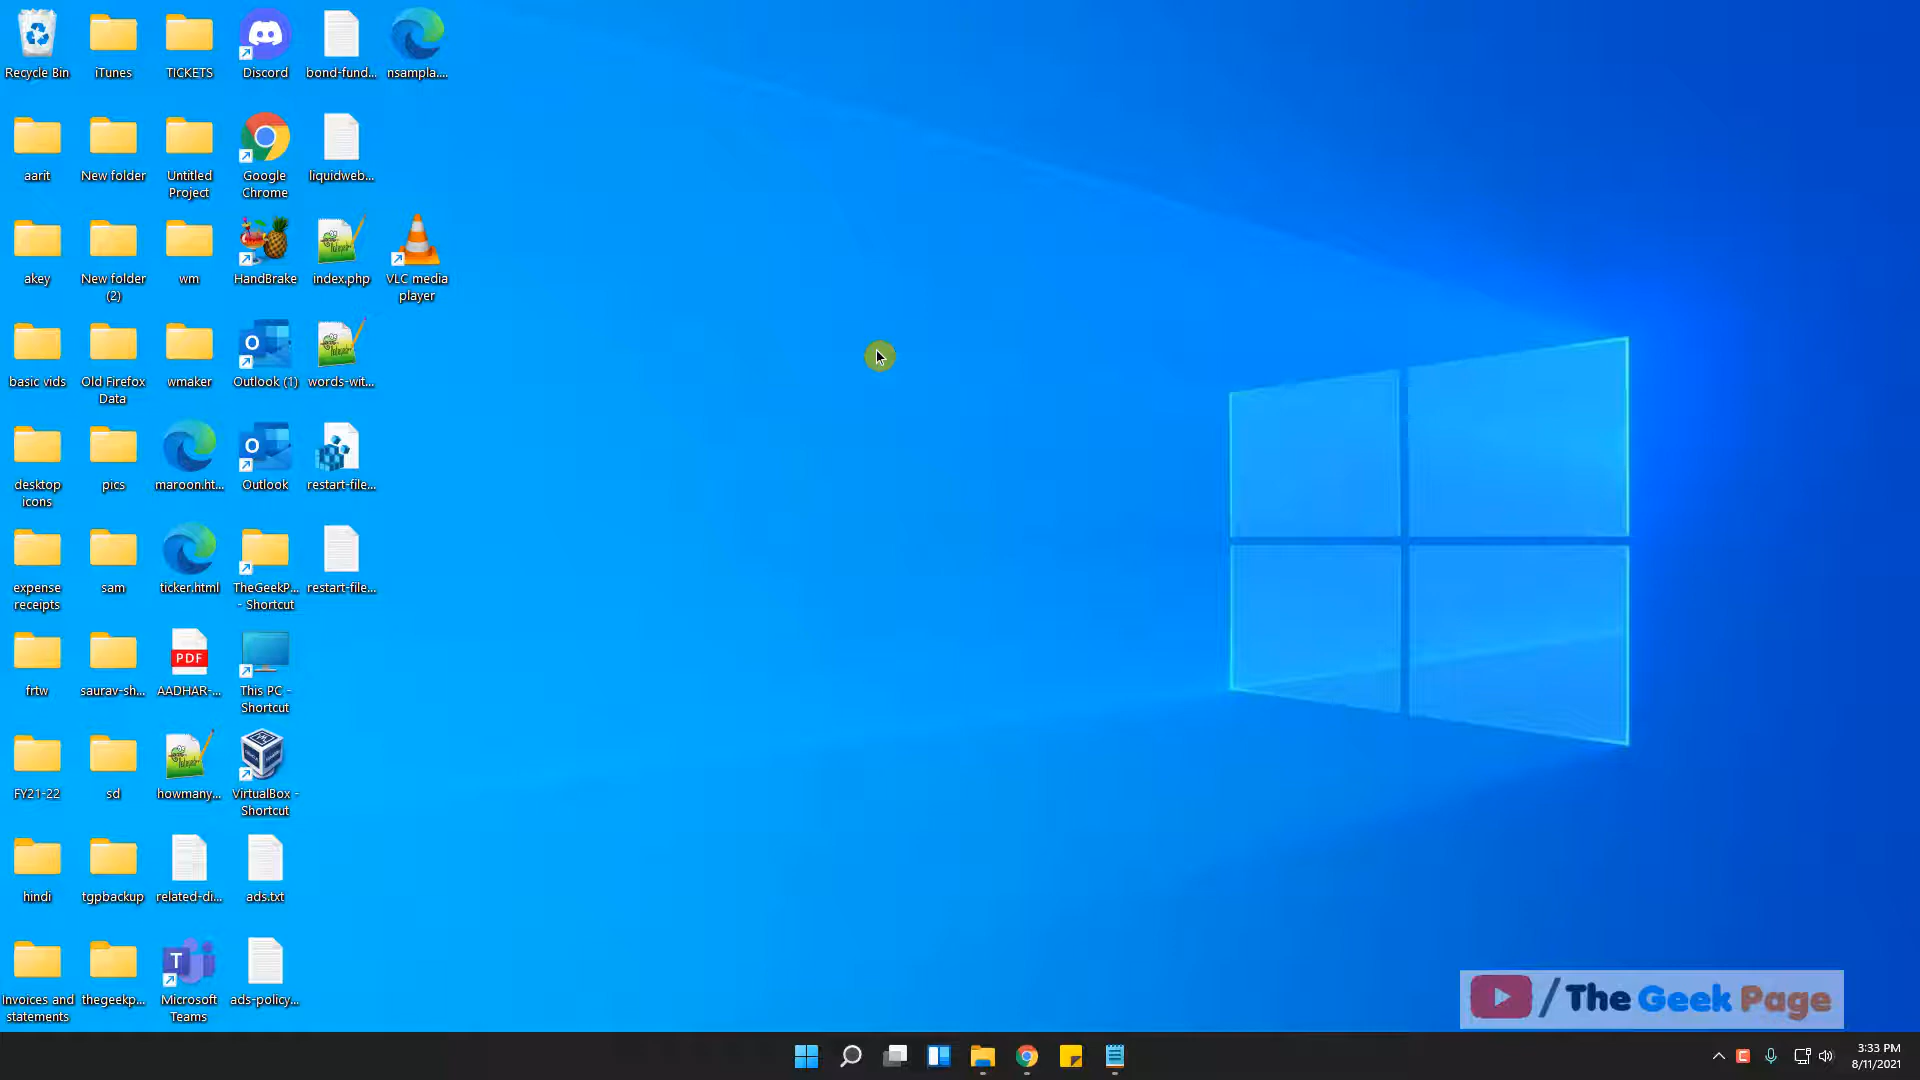 Recycle Bin
iTunes
TICKETS
Discord
bond-fund...
nsampla....
aarit
New folder
Untitled
Project
Google
Chrome
liquidweb...
akey
New folder
(2)
wm
HandBrake
index.php
VLC media
player
basic vids
Old Firefox
Data
wmaker
Outlook (1)
words-wit...
desktop
icons
pics
maroon.ht...
Outlook
restart-file...
expense
receipts
sam
ticker.html
TheGeekP...
- Shortcut
restart-file...
frtw
saurav-sh...
PDF
AADHAR-...
This PC -
Shortcut
FY21-22
sd
howmany...
VirtualBox -
Shortcut
hindi
tgpbackup
related-di...
ads.txt
Invoices and
statements
thegeekp...
Microsoft
Teams
ads-policy...
/The Geek Page
3:33 PM
8/11/2021